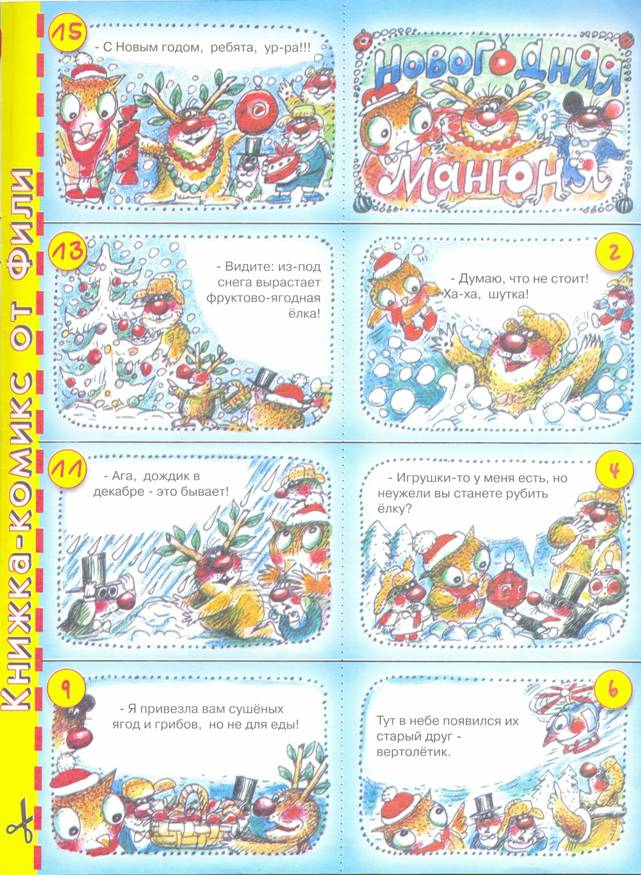 Книжка-комикс от Фили
15
- С Новым годом, ребята, ур-ра!!!
Новогодняя
Манюня
13
- Видите: из-под
снега вырастает
фруктово-ягодная
ёлка!
2
- Думаю, что не стоит!
Ха-ха, шутка!
11
- Ага, дождик в
декабре - это бывает!
4
- Игрушки-то у меня есть, но
неужели вы станете рубить
ёлку?
9
- Я привезла вам сушёных
ягод и грибов, но не для еды!
6
Тут в небе появился их
старый друг -
вертолётик.